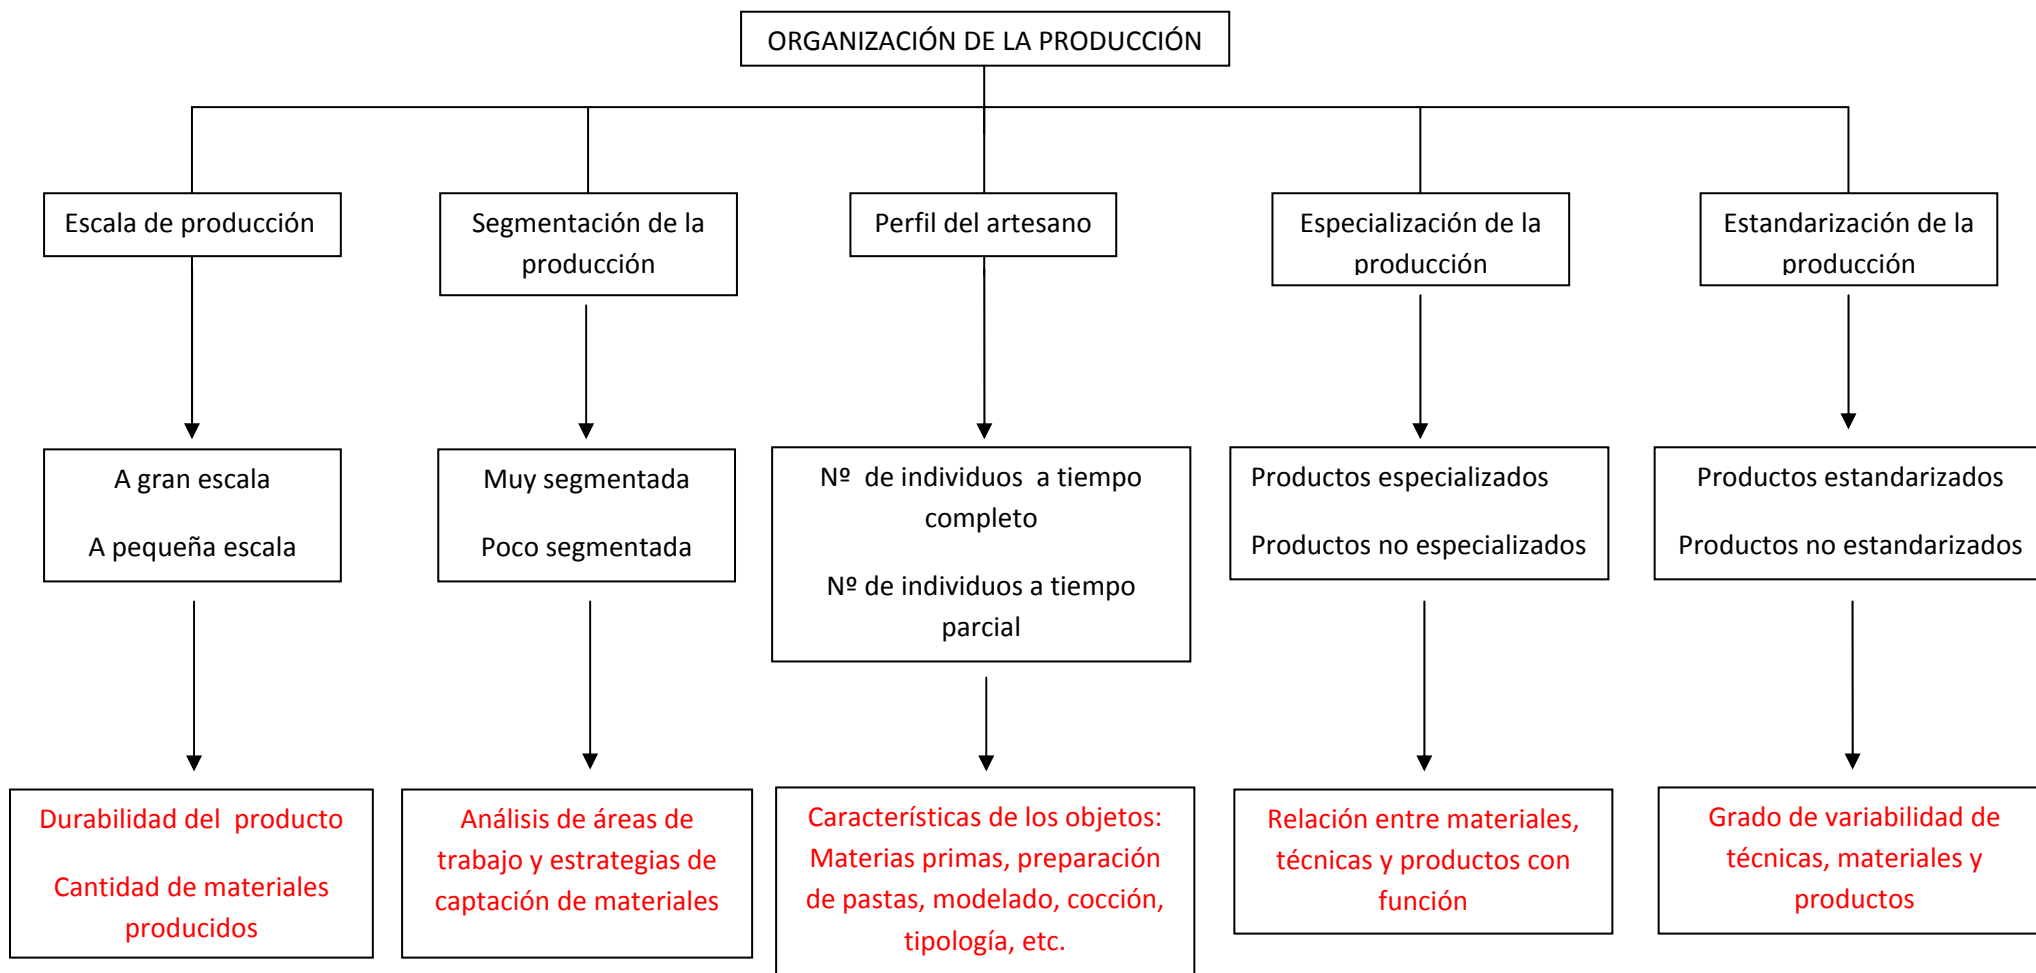 ORGANIZACIÓN DE LA PRODUCCIÓN
Escala de producción
Segmentación de la
producción
Perfil del artesano
Especialización de la
producción
Estandarización de la
producción
A gran escala
A pequeña escala
Muy segmentada
Poco segmentada
Nº de individuos a tiempo
completo
Nº de individuos a tiempo
parcial
Productos especializados
Productos no especializados
Productos estandarizados
Productos no estandarizados
Durabilidad del producto
Cantidad de materiales
producidos
Análisis de áreas de
trabajo y estrategias de
captación de materiales
Características de los objetos:
Materias primas, preparación
de pastas, modelado, cocción,
tipología, etc.
Relación entre materiales,
técnicas y productos con
función
Grado de variabilidad de
técnicas, materiales y
productos